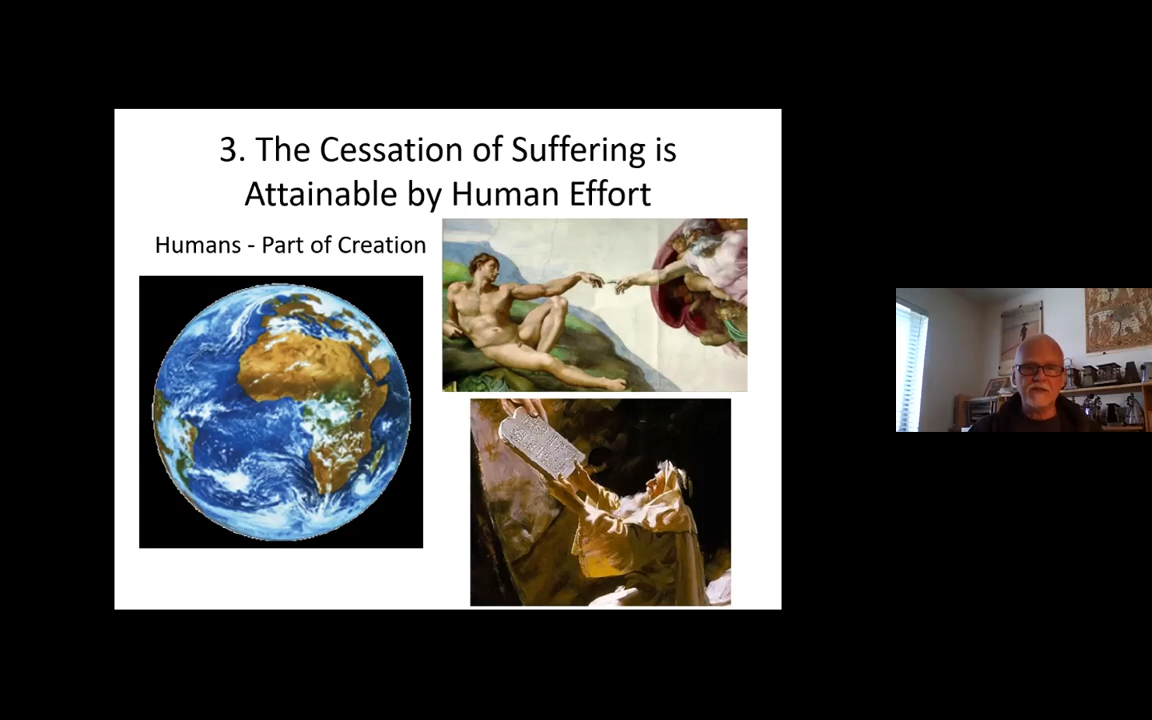 3. The Cessation of Suffering is
Attainable by Human Effort
Humans - Part of Creation